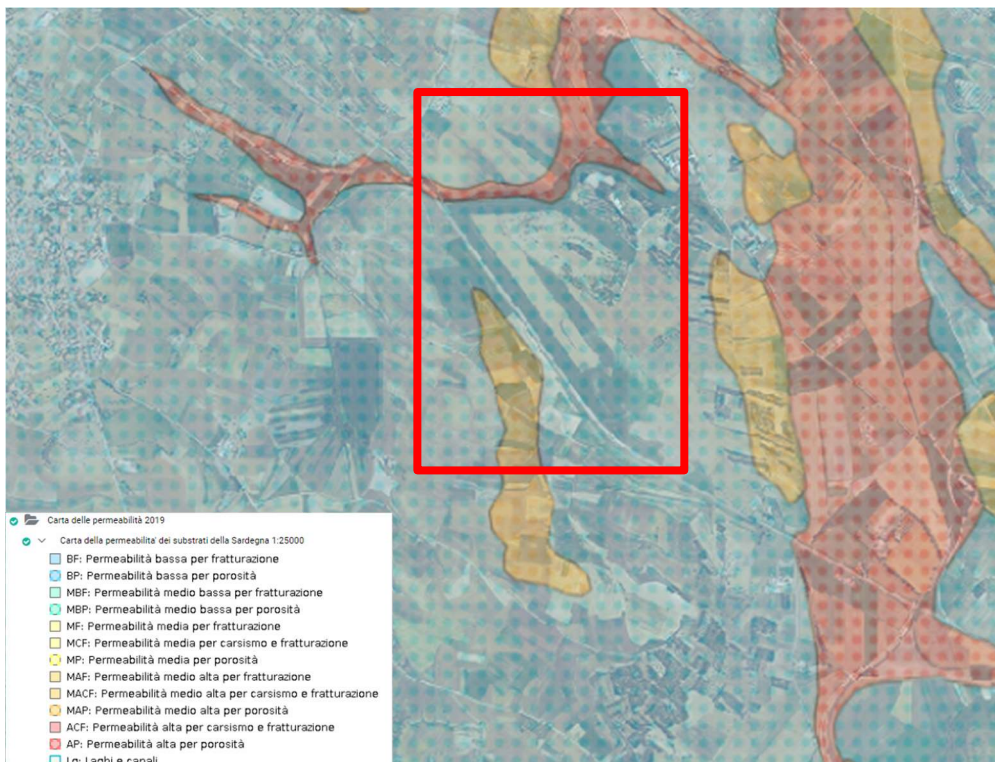 Carta delle permeabilità 2019
Carta della permeabilita' dei substrati della Sardegna 1:25000
BF: Permeabilità bassa per fratturazione
BP: Permeabilità bassa per porosità
MBF: Permeabilità medio bassa per fratturazione
MBP: Permeabilità medio bassa per porosità
MF: Permeabilità media per fratturazione
MCF: Permeabilità media per carsismo e fratturazione
MP: Permeabilità media per porosità
MAF: Permeabilità medio alta per fratturazione
MACF: Permeabilità medio alta per carsismo e fratturazione
MAP: Permeabilità medio alta per porosità
ACF: Permeabilità alta per carsismo e fratturazione
AP: Permeabilità alta per porosità
Lg: Laghi e canali